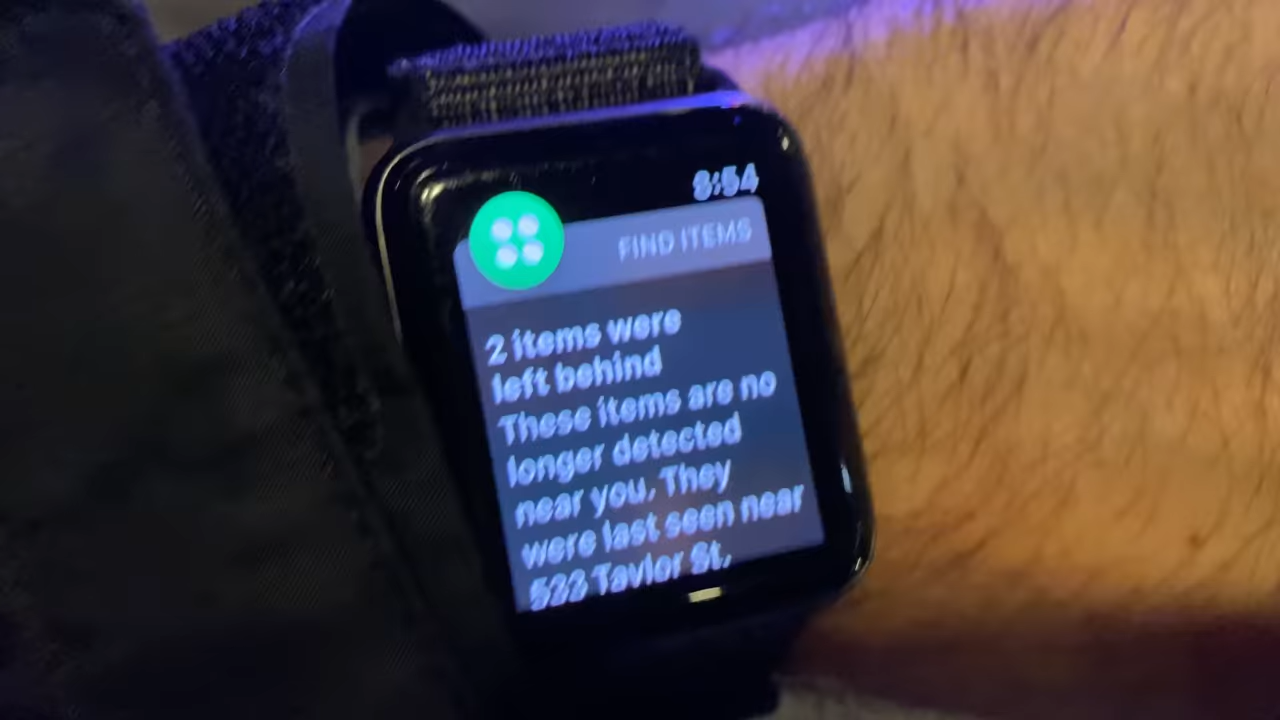 8:54
FIND ITEMS
2 items were
left behind
These items are no
longer detected
near you. They
were last seen near
Taylor St,